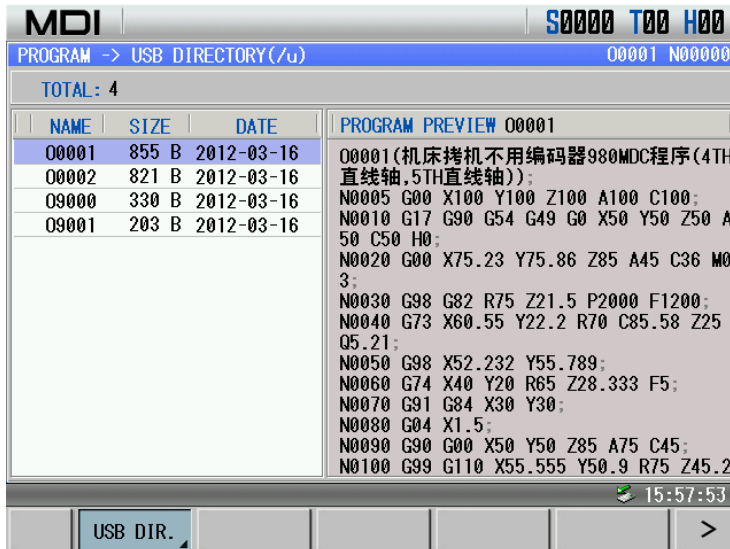 MDI S0000 T00 H00
PROGRAM -> USB DIRECTORY(/u) O0001 N00000
TOTAL: 4
NAME SIZE DATE
O0001 855 B 2012-03-16
O0002 821 B 2012-03-16
O9000 330 B 2012-03-16
O9001 203 B 2012-03-16
PROGRAM PREVIEW O0001
O0001(机床拷机不用编码器980MDC程序(4TH
直线轴,5TH直线轴));
N0005 G00 X100 Y100 Z100 A100 C100;
N0010 G17 G90 G54 G49 G0 X50 Y50 Z50 A
50 C50 H0;
N0020 G00 X75.23 Y75.86 Z85 A45 C36 M0
3;
N0030 G98 G82 R75 Z21.5 P2000 F1200;
N0040 G73 X60.55 Y22.2 R70 C85.58 Z25
Q5.21;
N0050 G98 X52.232 Y55.789;
N0060 G74 X40 Y20 R65 Z28.333 F5;
N0070 G91 G84 X30 Y30;
N0080 G04 X1.5;
N0090 G90 G00 X50 Y50 Z85 A75 C45;
N0100 G99 G110 X55.555 Y50.9 R75 Z45.2
15:57:53
USB DIR. >